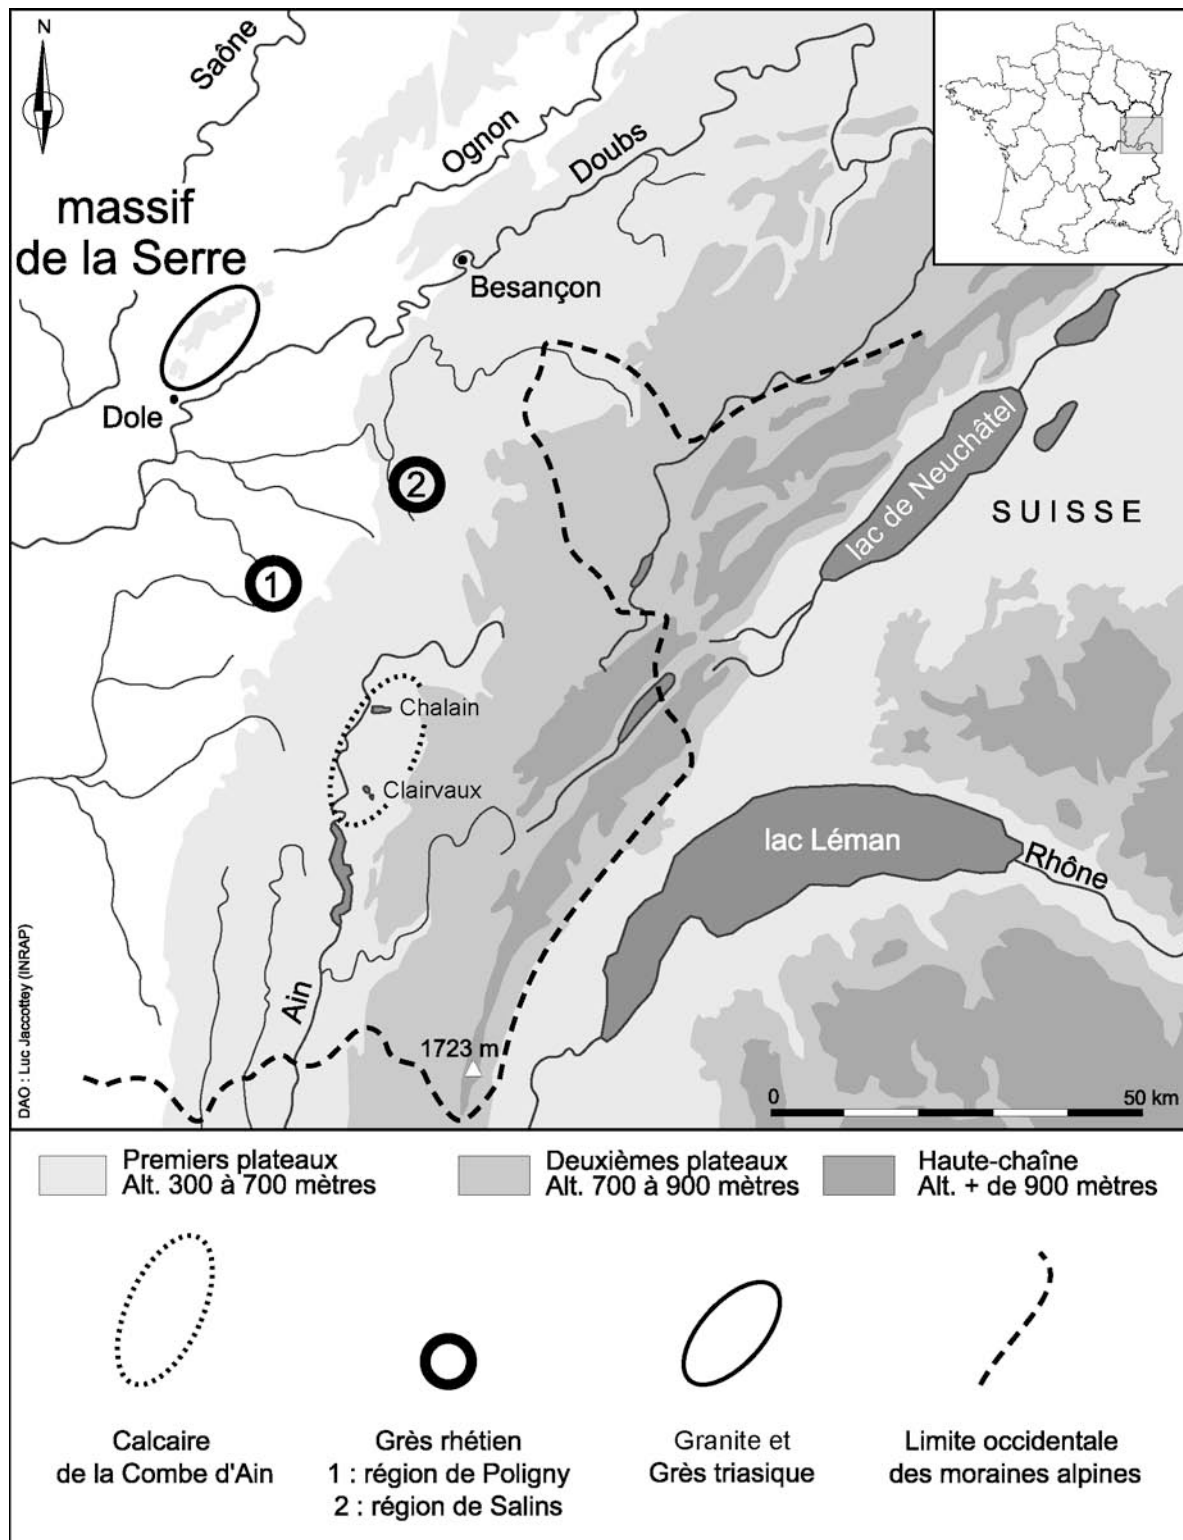 N
Saône
Ognon
Doubs
massif
de la Serre
Besançon
Dole
2
lac de Neuchâtel
SUISSE
1
Chalain
Clairvaux
lac Léman
Rhône
Ain
1723 m
DAO : Luc Jaccottey (INRAP)
0
50 km
Premiers plateaux
Alt. 300 à 700 mètres
Deuxièmes plateaux
Alt. 700 à 900 mètres
Haute-chaîne
Alt. + de 900 mètres
Calcaire
de la Combe d'Ain
Grès rhétien
1 : région de Poligny
2 : région de Salins
Granite et
Grès triasique
Limite occidentale
des moraines alpines